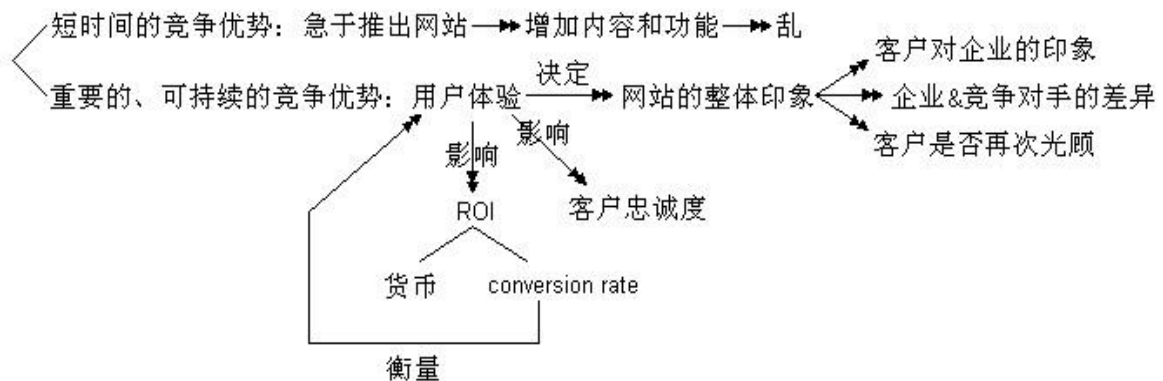 短时间的竞争优势：急于推出网站 增加内容和功能 乱
客户对企业的印象
决定
重要的、可持续的竞争优势：用户体验 网站的整体印象 企业&竞争对手的差异
影响
客户是否再次光顾
影响
ROI 客户忠诚度
货币 conversion rate
衡量